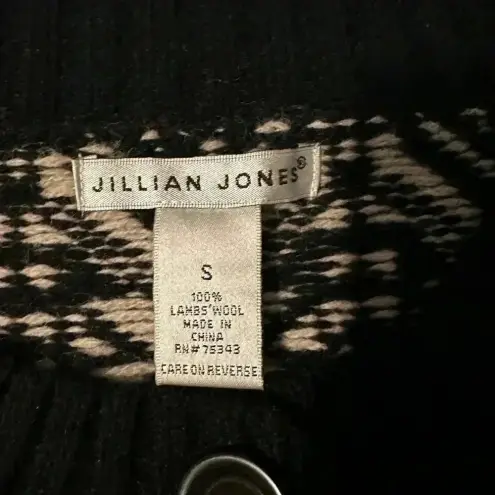 JILLIAN JONES®
S
100%
LAMBS' WOOL
MADE IN
CHINA
RN# 75343
CARE ON REVERSE